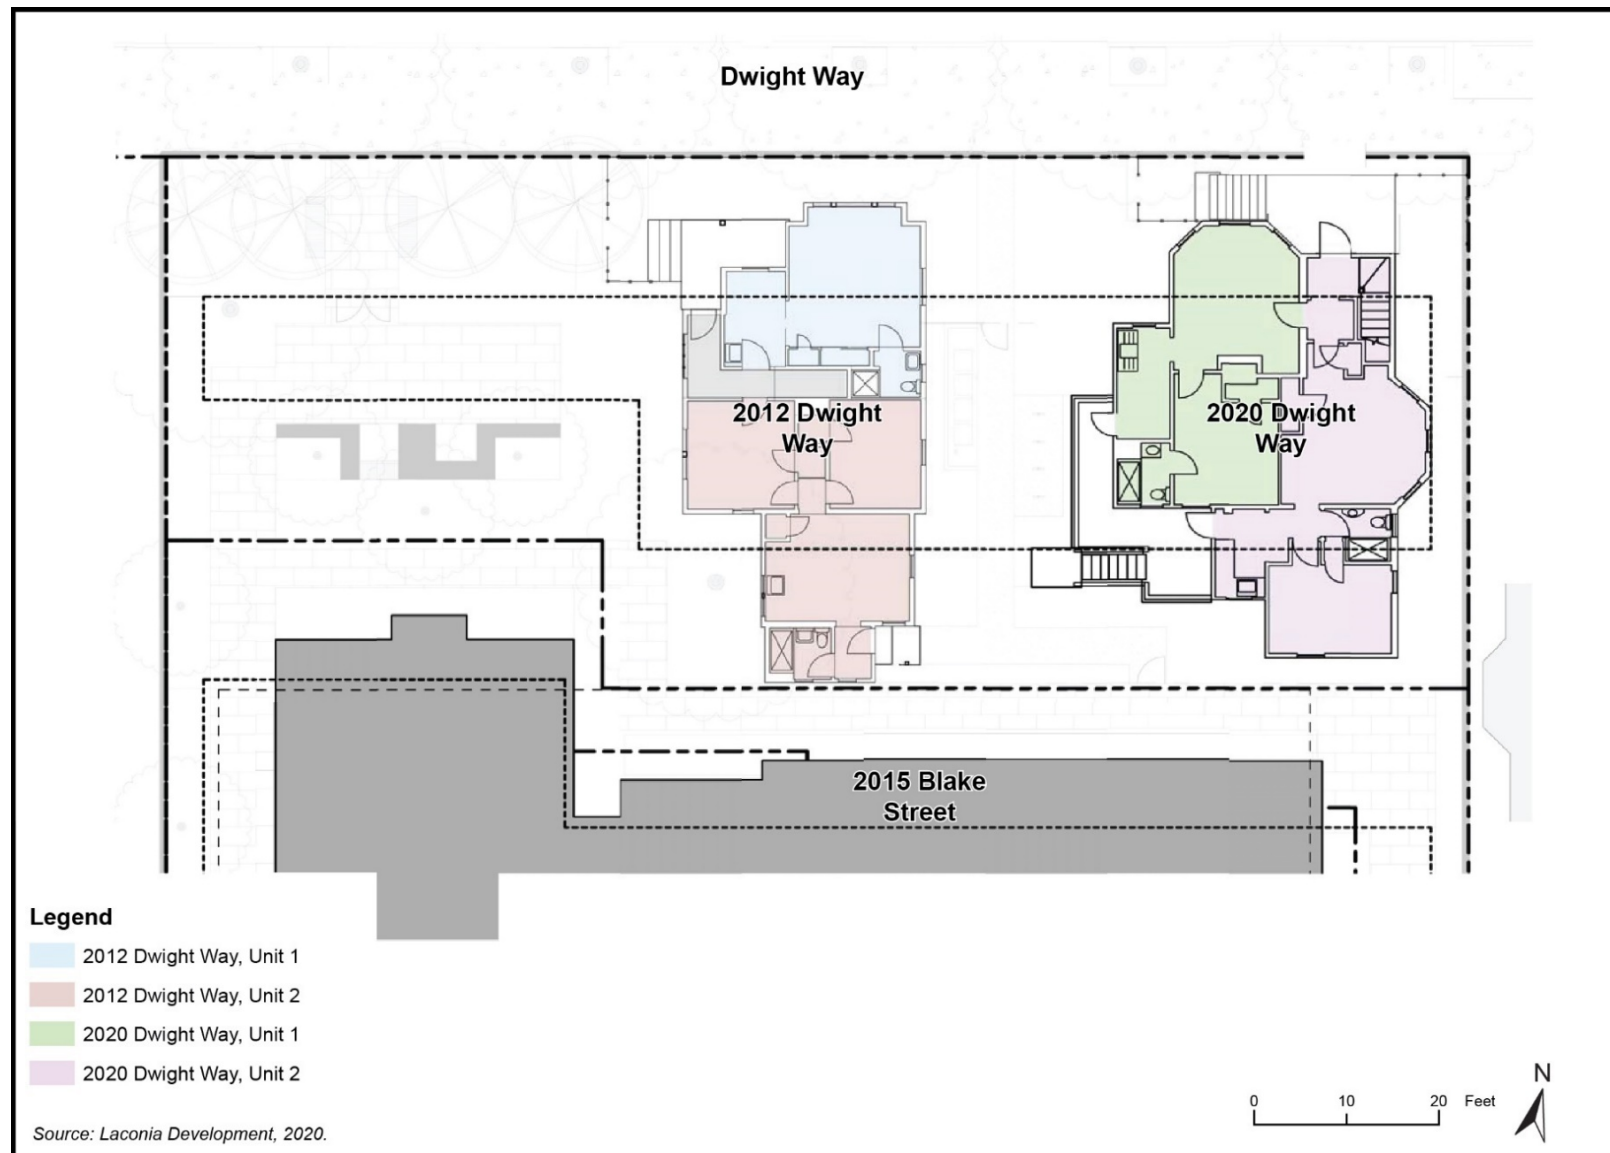 Dwight Way
2012 Dwight
Way
2020 Dwight
Way
2015 Blake
Street
Legend
2012 Dwight Way, Unit 1
2012 Dwight Way, Unit 2
2020 Dwight Way, Unit 1
2020 Dwight Way, Unit 2
N
0 10 20 Feet
Source: Laconia Development, 2020.